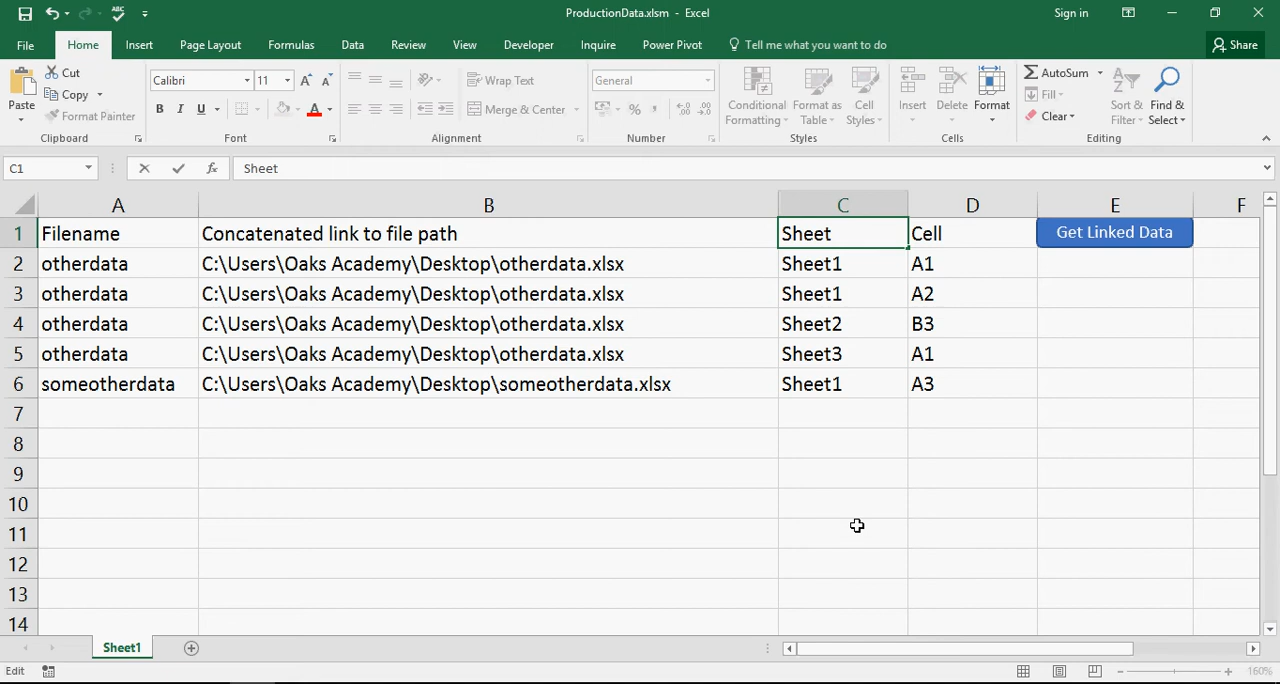 ProductionData.xlsm - Excel
Sign in
File Home Insert Page Layout Formulas Data Review View Developer Inquire Power Pivot Tell me what you want to do Share
Paste
Cut
Copy
Format Painter
Clipboard
Calibri 11
B I U
Font
Wrap Text
Merge & Center
Alignment
General
Number
Conditional Formatting
Format as Table
Cell Styles
Styles
Insert Delete Format
Cells
AutoSum
Fill
Clear
Sort & Filter
Find & Select
Editing
C1
fx
Sheet
A B C D E F
1 Filename Concatenated link to file path Sheet Cell Get Linked Data
2 otherdata C:\Users\Oaks Academy\Desktop\otherdata.xlsx Sheet1 A1
3 otherdata C:\Users\Oaks Academy\Desktop\otherdata.xlsx Sheet1 A2
4 otherdata C:\Users\Oaks Academy\Desktop\otherdata.xlsx Sheet2 B3
5 otherdata C:\Users\Oaks Academy\Desktop\otherdata.xlsx Sheet3 A1
6 someotherdata C:\Users\Oaks Academy\Desktop\someotherdata.xlsx Sheet1 A3
7
8
9
10
11
12
13
14
Sheet1
Edit
160%